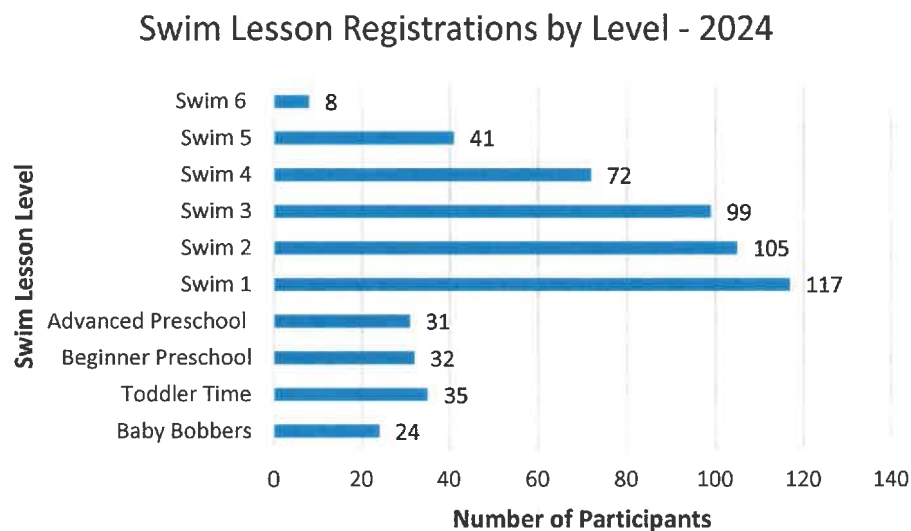 Swim Lesson Registrations by Level - 2024
Swim Lesson Level
Swim 6 8
Swim 5 41
Swim 4 72
Swim 3 99
Swim 2 105
Swim 1 117
Advanced Preschool 31
Beginner Preschool 32
Toddler Time 35
Baby Bobbers 24
0 20 40 60 80 100 120 140
Number of Participants